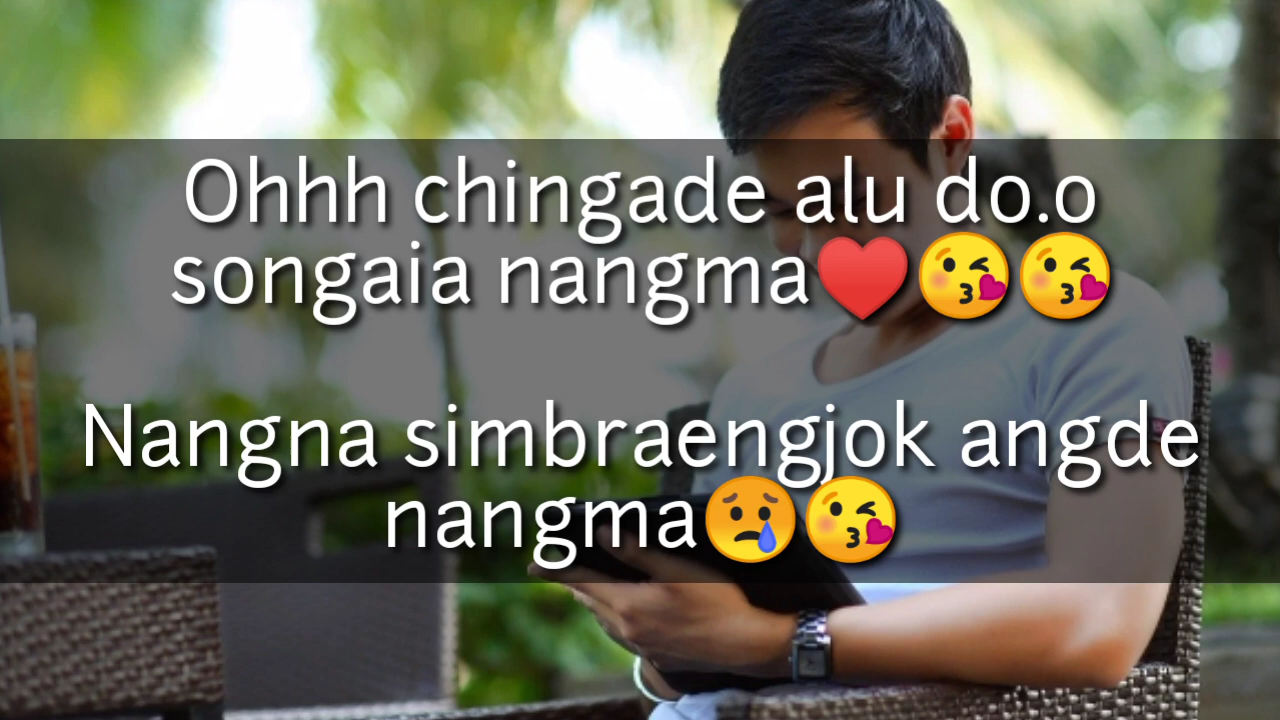 Ohhh chingade alu do.o
songaia nangma♥️😘😘
Nangna simbraengjok angde
nangma😢😘